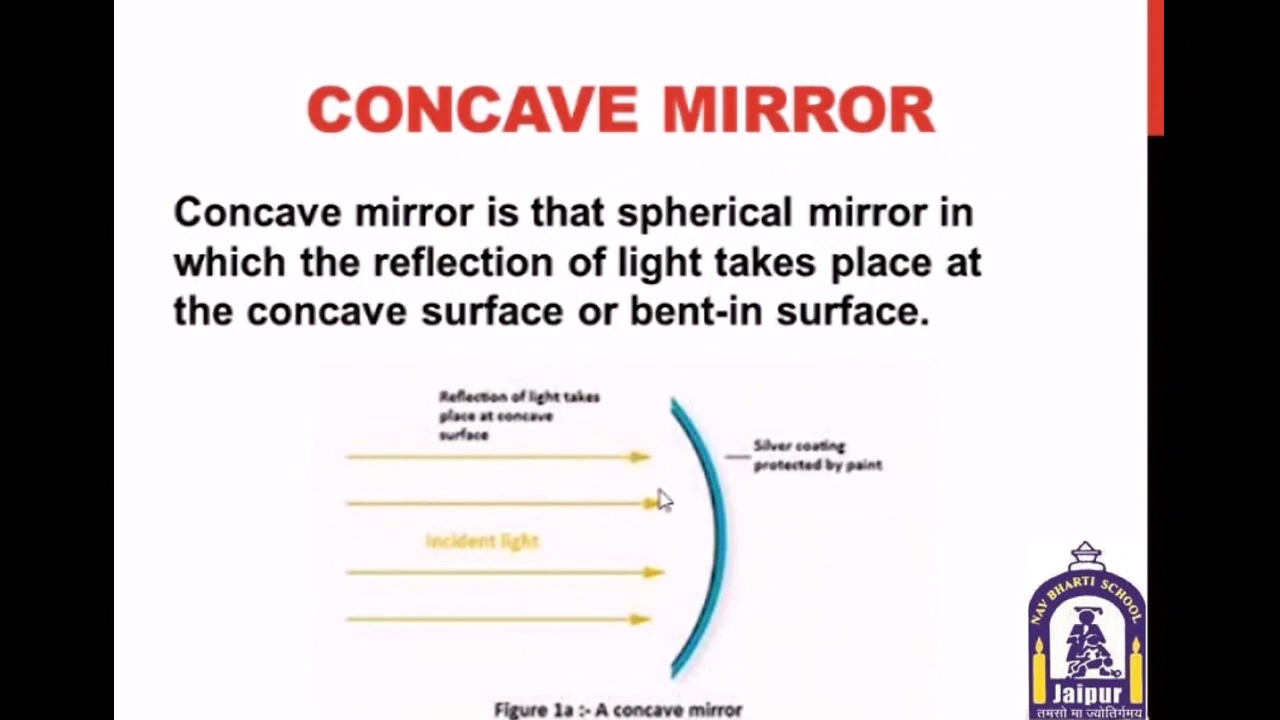 CONCAVE MIRROR
Concave mirror is that spherical mirror in
which the reflection of light takes place at
the concave surface or bent-in surface.
Reflection of light takes
place at concave
surface
Silver coating
protected by paint
Incident light
Figure 1a :- A concave mirror
NAV BHARTI SCHOOL
Jaipur
तमसो मा ज्योतिर्गमय